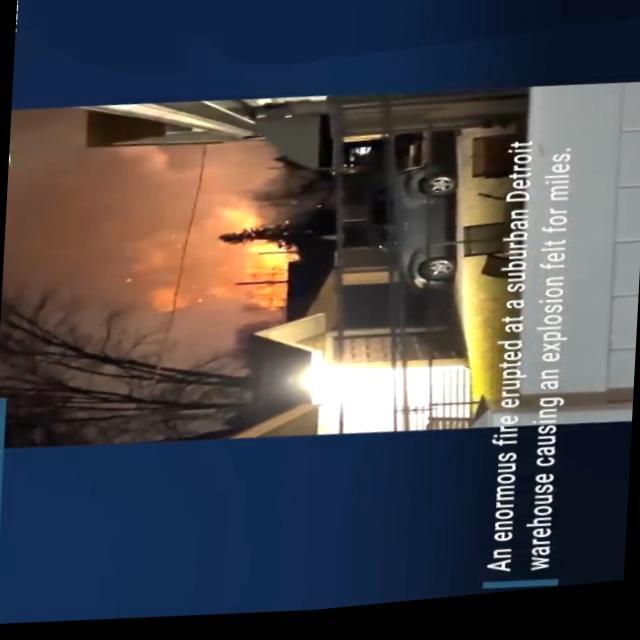 An enormous fire erupted at a suburban Detroit
warehouse causing an explosion felt for miles.